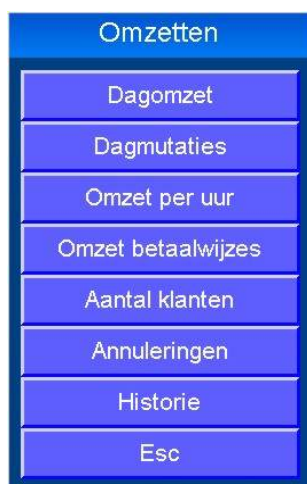 Omzetten
Dagomzet
Dagmutaties
Omzet per uur
Omzet betaalwijzes
Aantal klanten
Annuleringen
Historie
Esc